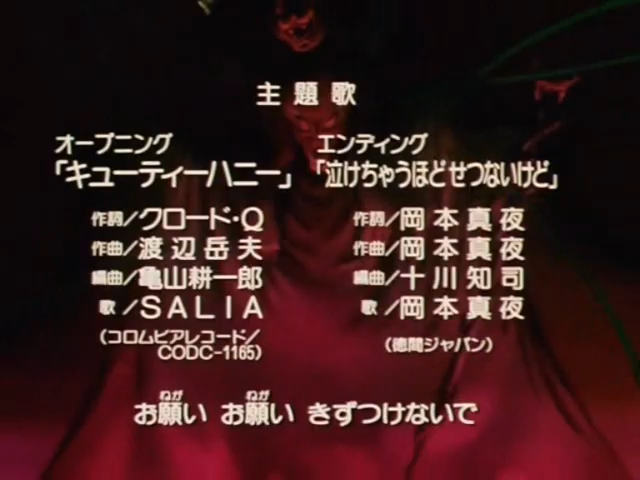 主題歌
オープニング
「キューティーハニー」
作詞/クロード・Q
作曲/渡辺岳夫
編曲/亀山耕一郎
歌/SALIA
(コロムビアレコード/
CODC-1165)
エンディング
「泣けちゃうほどせつないけど」
作詞/岡本真夜
作曲/岡本真夜
編曲/十川知司
歌/岡本真夜
(徳間ジャパン)
お願い お願い きずつけないで
ねが ねが